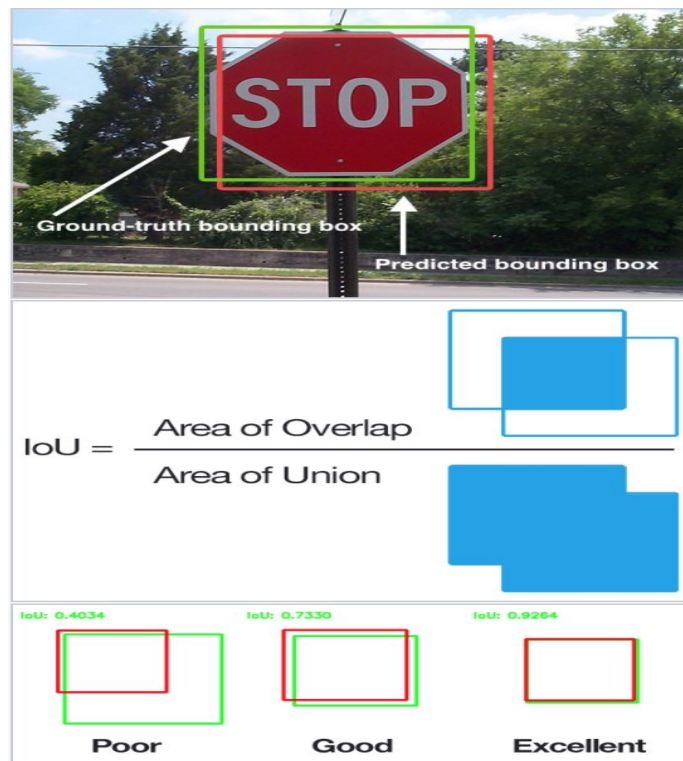 STOP
Ground-truth bounding box
Predicted bounding box
IoU =
Area of Overlap
Area of Union
IoU: 0.4034
IoU: 0.7330
IoU: 0.9264
Poor
Good
Excellent